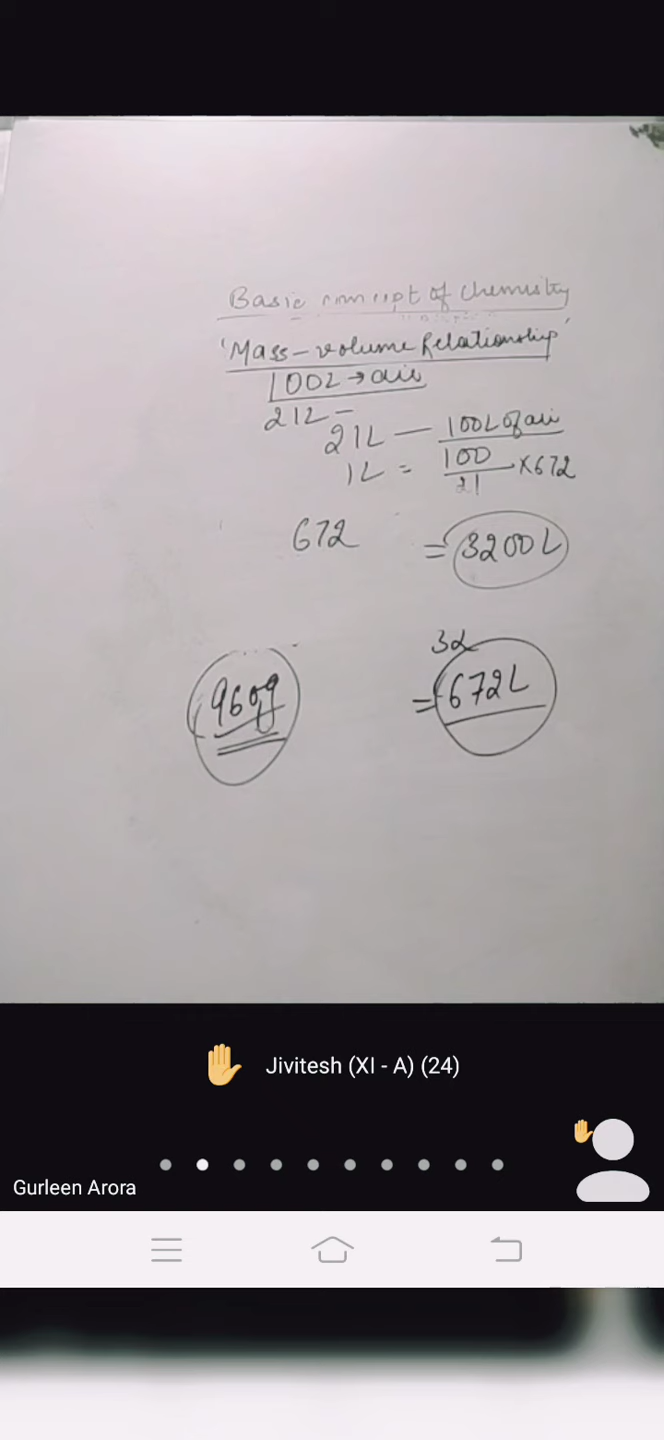 Basic concept of Chemistry
'Mass-volume Relationship'
100L → air
21L -
21L — 100L of air
1L = 100/21 × 672
672 = 3200L
960g
32
= 672L
Jivitesh (XI - A) (24)
Gurleen Arora